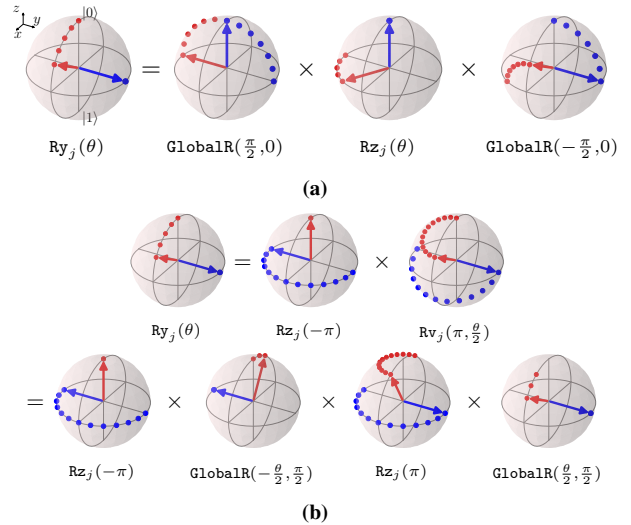 z
y
x
|0⟩
|1⟩
= × ×
Ry_j(θ) GlobalR(π/2,0) Rz_j(θ) GlobalR(-π/2,0)
(a)
= ×
Ry_j(θ) Rz_j(-π) Rv_j(π,θ/2)
= × × ×
Rz_j(-π) GlobalR(-θ/2,π/2) Rz_j(π) GlobalR(θ/2,π/2)
(b)